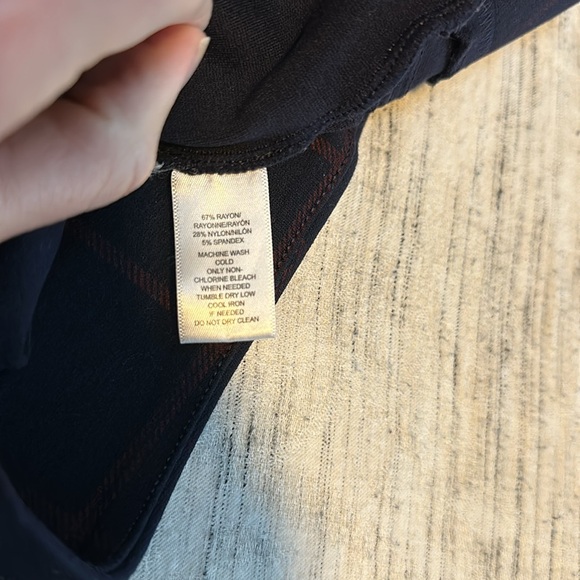 67% RAYON/
RAYONNE/RAYÓN
28% NYLON/NILÓN
5% SPANDEX
MACHINE WASH
COLD
ONLY NON-
CHLORINE BLEACH
WHEN NEEDED
TUMBLE DRY LOW
COOL IRON
IF NEEDED
DO NOT DRY CLEAN